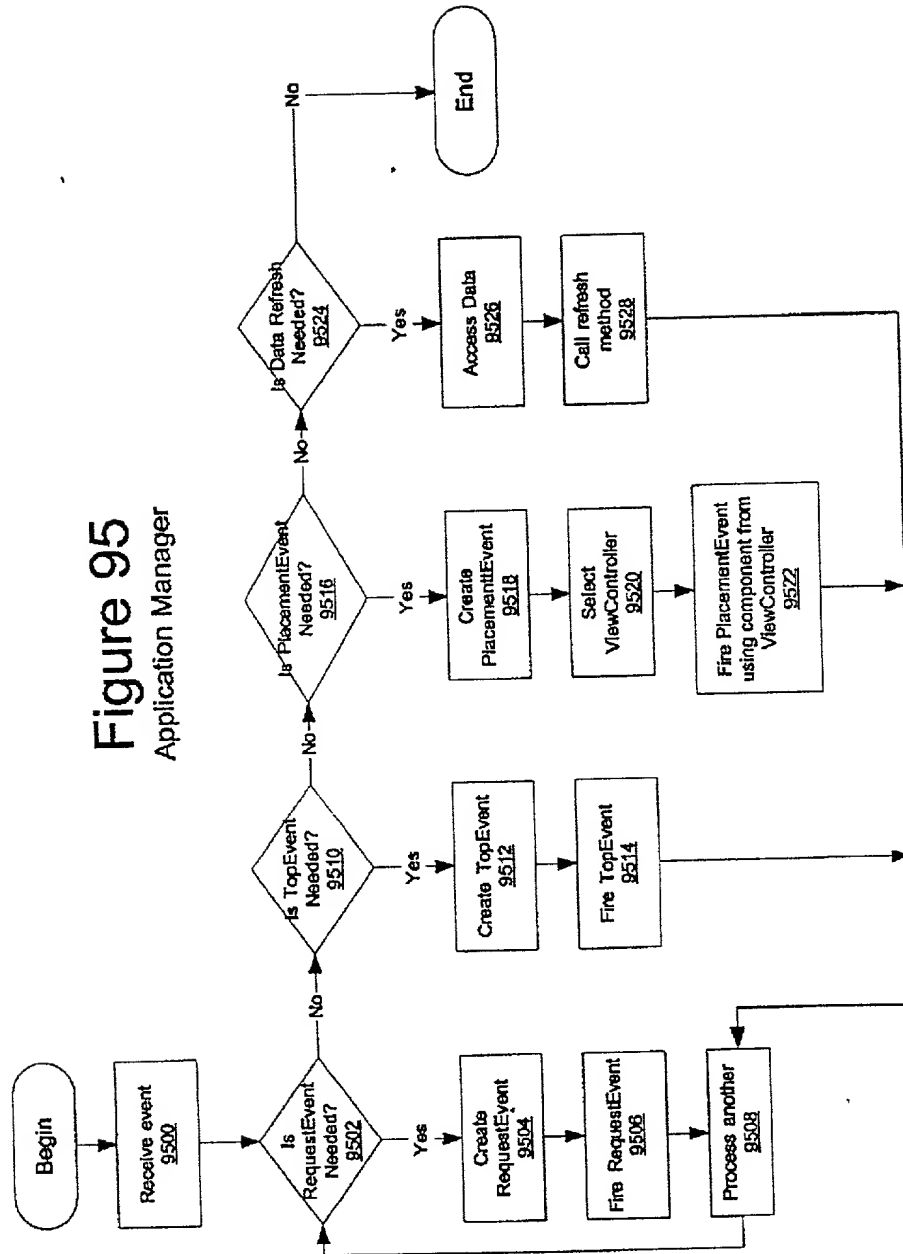 Figure 95
Application Manager
Begin
Receive event
9500
Is
RequestEvent
Needed?
9502
No
Yes
Create
RequestEvent
9504
Fire RequestEvent
9506
Process another
9508
Is TopEvent
Needed?
9510
No
Yes
Create TopEvent
9512
Fire TopEvent
9514
Is PlacementEvent
Needed?
9516
No
Yes
Create
PlacementtEvent
9518
Select
ViewController
9520
Fire PlacementEvent
using component from
ViewController
9522
Is Data Refresh
Needed?
9524
No
Yes
Access Data
9526
Call refresh
method
9528
End